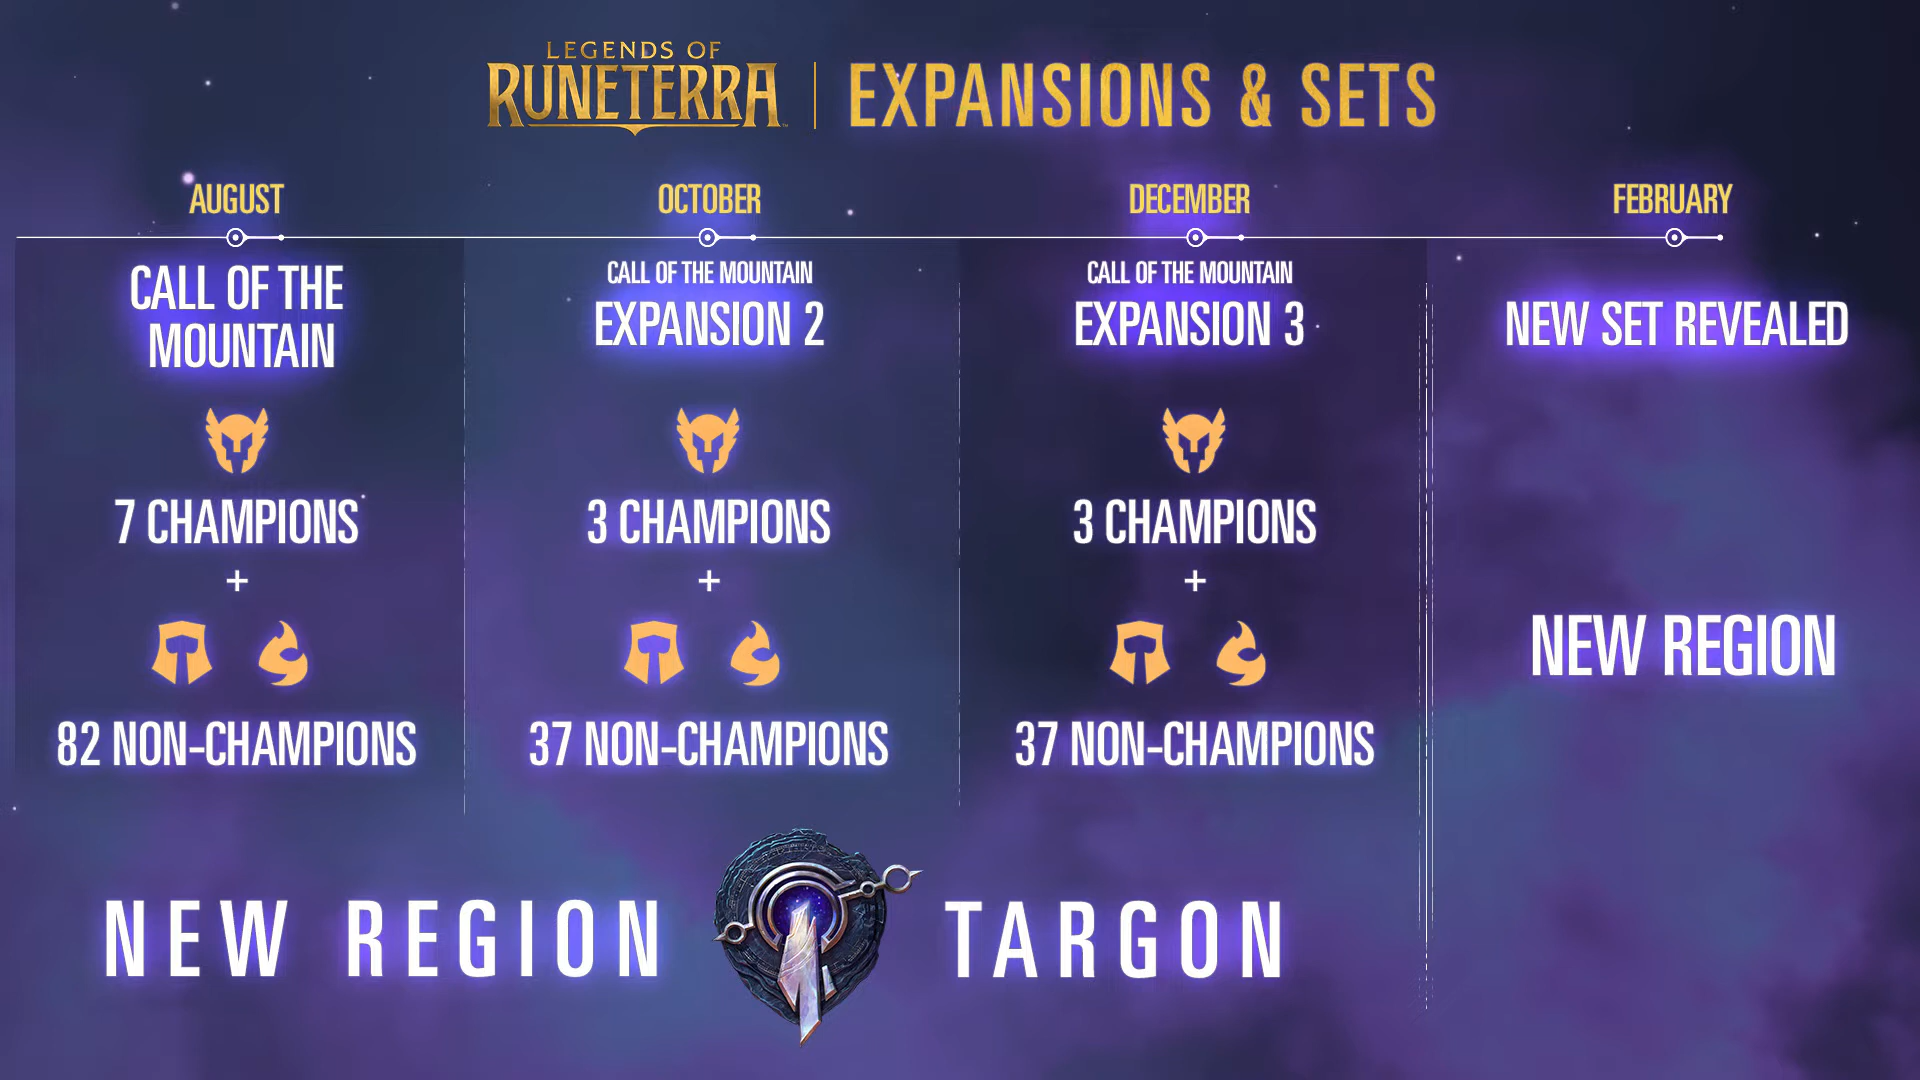 LEGENDS OF
RUNETERRA
EXPANSIONS & SETS
AUGUST
CALL OF THE
MOUNTAIN
7 CHAMPIONS
+
82 NON-CHAMPIONS
OCTOBER
CALL OF THE MOUNTAIN
EXPANSION 2
3 CHAMPIONS
+
37 NON-CHAMPIONS
DECEMBER
CALL OF THE MOUNTAIN
EXPANSION 3
3 CHAMPIONS
+
37 NON-CHAMPIONS
NEW REGION TARGON
FEBRUARY
NEW SET REVEALED
NEW REGION